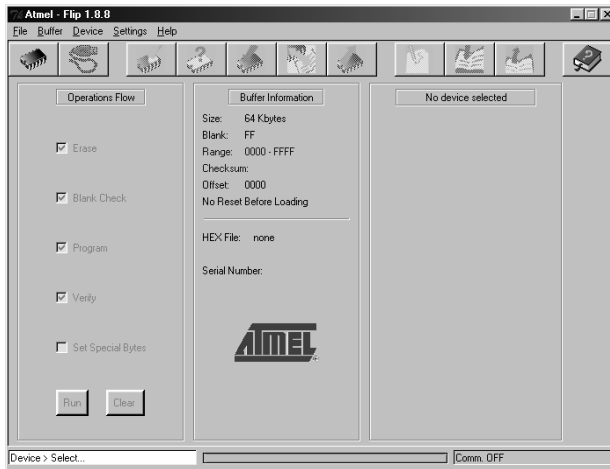 Atmel - Flip 1.8.8
File Buffer Device Settings Help
Operations Flow
Erase
Blank Check
Program
Verify
Set Special Bytes
Run Clear
Buffer Information
Size: 64 Kbytes
Blank: FF
Range: 0000 - FFFF
Checksum:
Offset: 0000
No Reset Before Loading
HEX File: none
Serial Number:
ATMEL
No device selected
Device > Select...
Comm. OFF